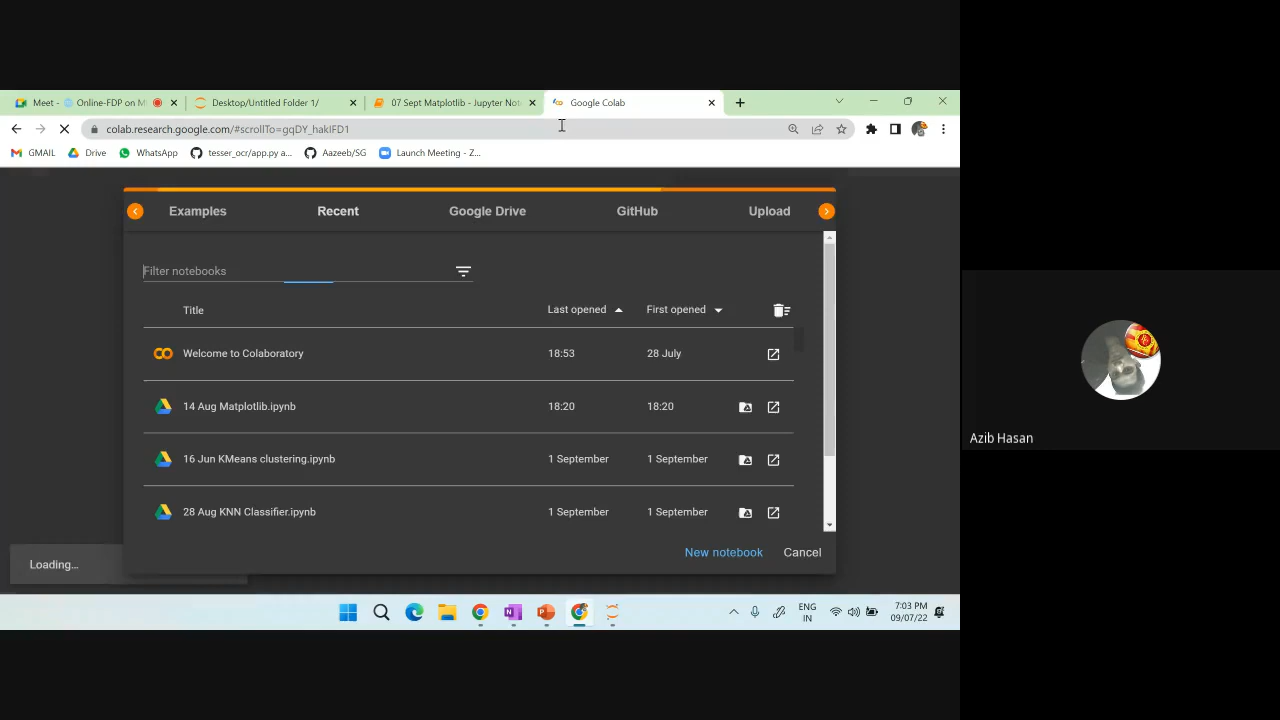 Meet - Online-FDP on M
Desktop/Untitled Folder 1/
07 Sept Matplotlib - Jupyter Not
Google Colab
colab.research.google.com/#scrollTo=gqDY_hakIFD1
GMAIL
Drive
WhatsApp
tesser_ocr/app.py a...
Aazeeb/SG
Launch Meeting - Z...
Examples
Recent
Google Drive
GitHub
Upload
Filter notebooks
Title
Last opened
First opened
Welcome to Colaboratory
18:53
28 July
14 Aug Matplotlib.ipynb
18:20
18:20
16 Jun KMeans clustering.ipynb
1 September
1 September
28 Aug KNN Classifier.ipynb
1 September
1 September
New notebook
Cancel
Loading...
ENG
IN
7:03 PM
09/07/22
Azib Hasan